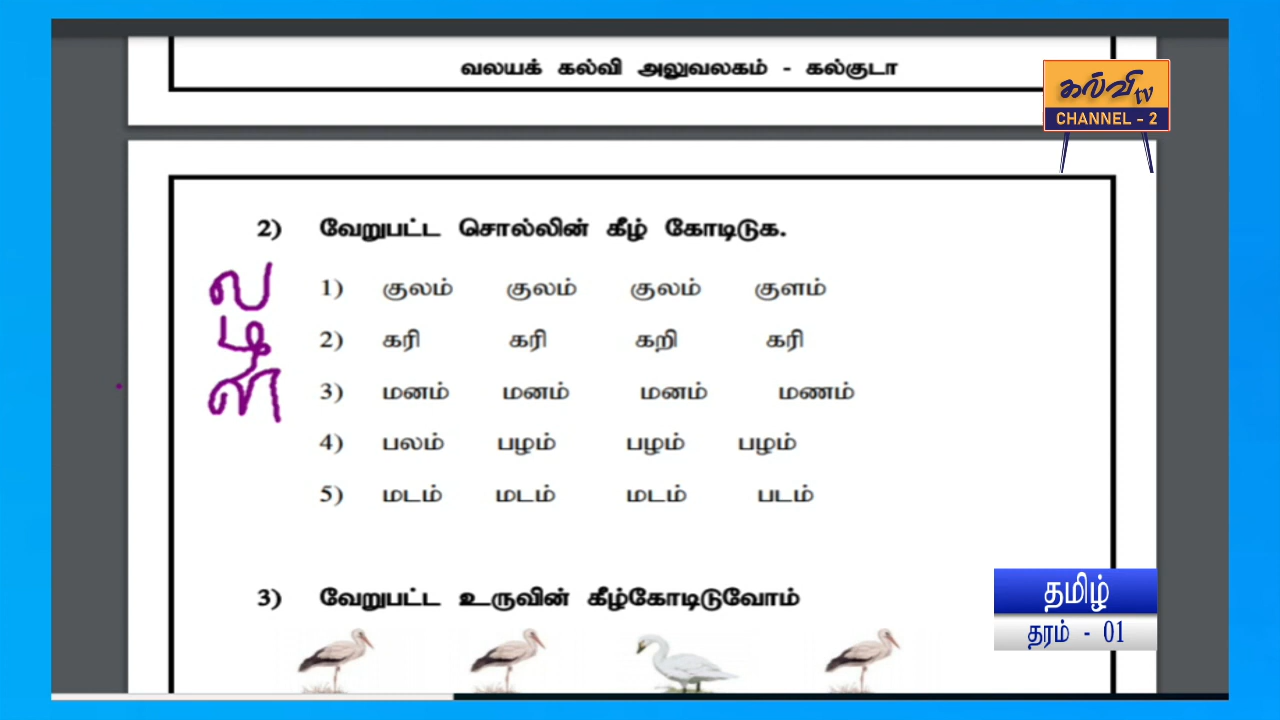 வலயக் கல்வி அலுவலகம் - கல்குடா
கல்வி tv
CHANNEL - 2
2) வேறுபட்ட சொல்லின் கீழ் கோடிடுக.
ல
ழ
ள
1) குலம் குலம் குலம் குளம்
2) கரி கரி கறி கரி
3) மனம் மனம் மனம் மணம்
4) பலம் பழம் பழம் பழம்
5) மடம் மடம் மடம் படம்
3) வேறுபட்ட உருவின் கீழ்கோடிடுவோம்
தமிழ்
தரம் - 01